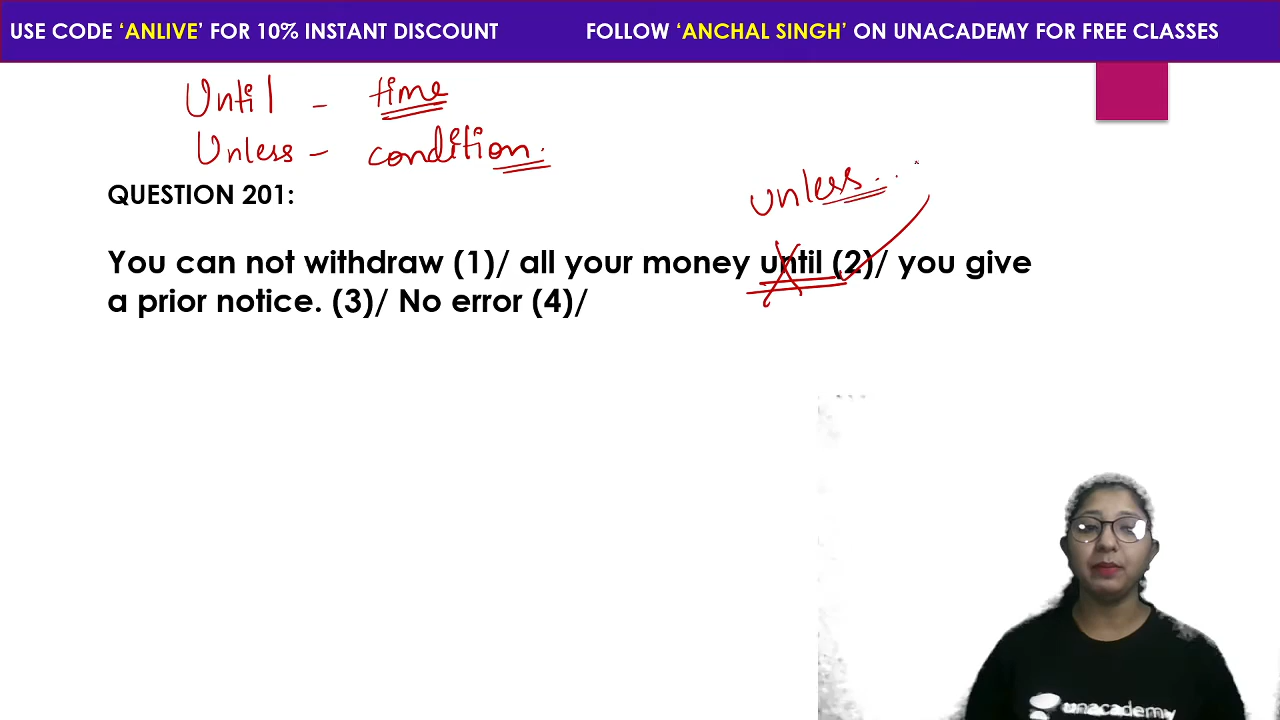 USE CODE ‘ANLIVE’ FOR 10% INSTANT DISCOUNT
FOLLOW ‘ANCHAL SINGH’ ON UNACADEMY FOR FREE CLASSES
Until - time
Unless - condition.
QUESTION 201:
unless...
You can not withdraw (1)/ all your money until (2)/ you give
a prior notice. (3)/ No error (4)/
unacademy